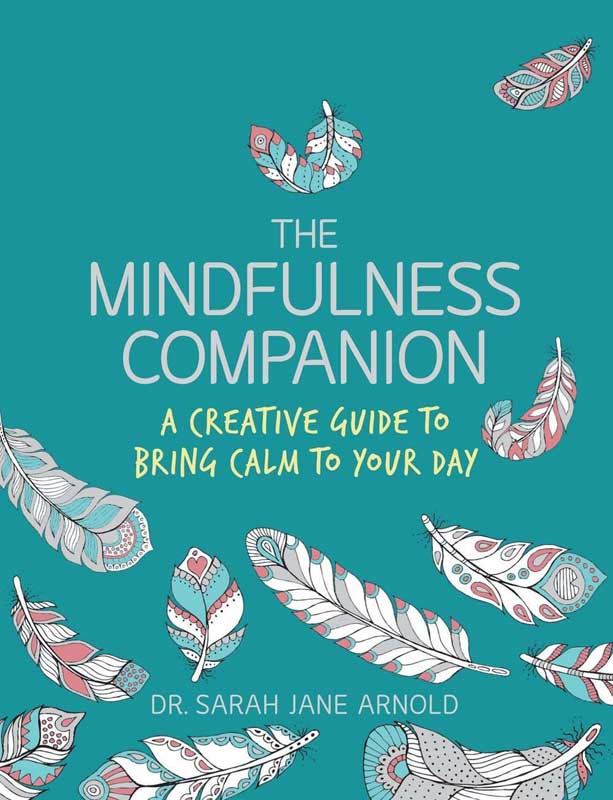 THE
MINDFULNESS
COMPANION
A CREATIVE GUIDE TO
BRING CALM TO YOUR DAY
DR. SARAH JANE ARNOLD